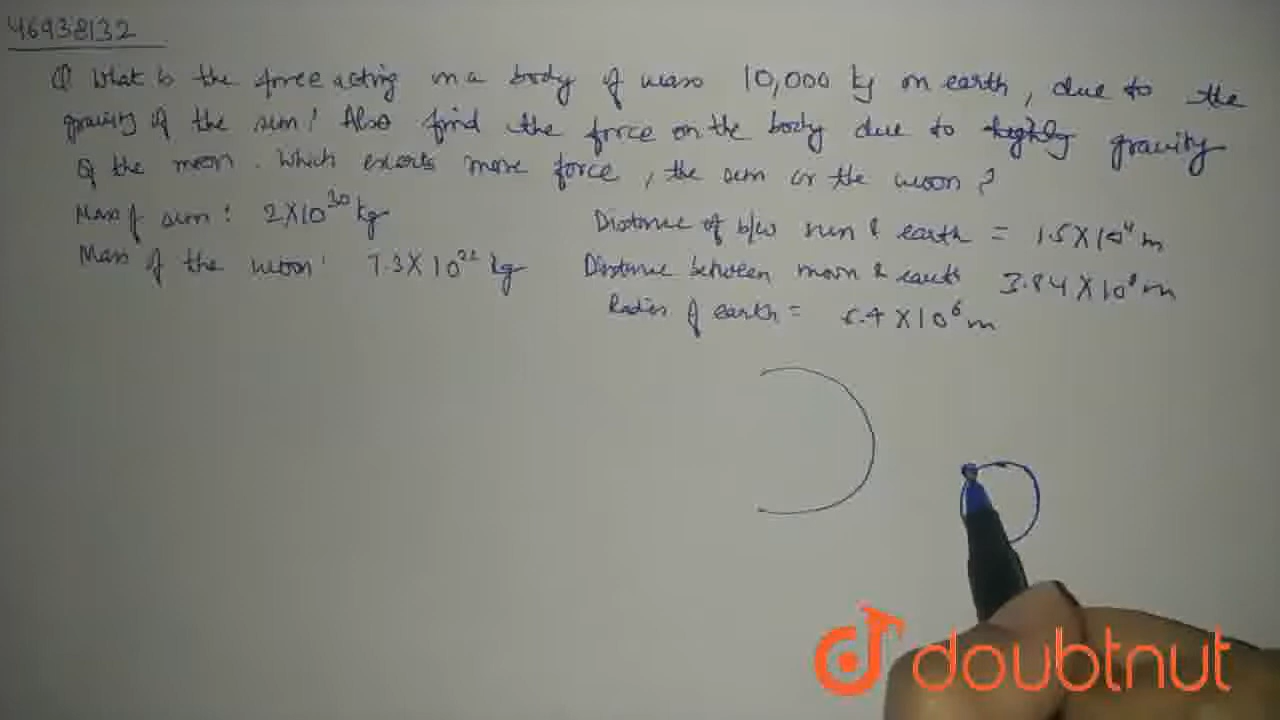 46938132
Q What is the force acting on a body of mass 10,000 kg on earth, due to the
gravity of the sun? Also find the force on the body due to gravity
of the moon. Which exerts more force, the sun or the moon?
Mass of sun: 2X10^30 kg
Distance of b/w sun & earth = 1.5X10^11 m
Mass of the moon: 7.3X10^22 kg
Distance between moon & earth 3.84X10^8 m
Radius of earth = 6.4X10^6 m
doubtnut